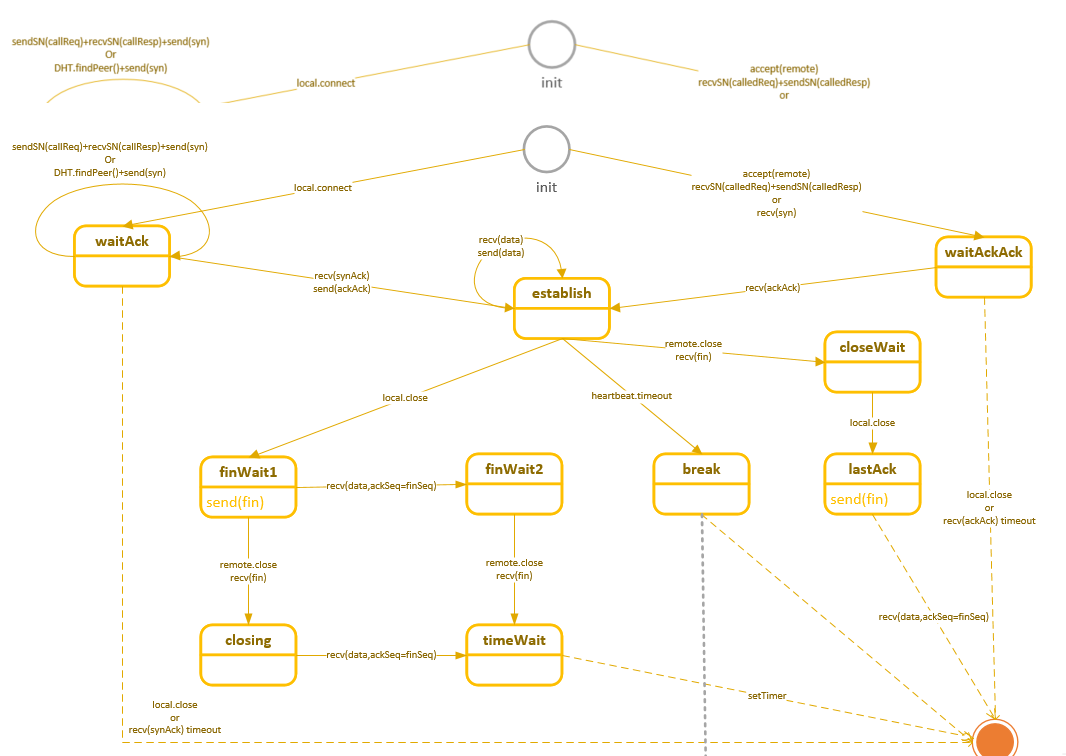 sendSN(callReq)+recvSN(callResp)+send(syn)
Or
DHT.findPeer()+send(syn)
local.connect
init
accept(remote)
recvSN(calledReq)+sendSN(calledResp)
or
sendSN(callReq)+recvSN(callResp)+send(syn)
Or
DHT.findPeer()+send(syn)
local.connect
init
accept(remote)
recvSN(calledReq)+sendSN(calledResp)
or
recv(syn)
waitAck
recv(data)
send(data)
waitAckAck
recv(synAck)
send(ackAck)
establish
recv(ackAck)
remote.close
recv(fin)
closeWait
local.close
heartbeat.timeout
local.close
finWait1
send(fin)
recv(data,ackSeq=finSeq)
finWait2
break
lastAck
send(fin)
local.close
or
recv(ackAck) timeout
remote.close
recv(fin)
remote.close
recv(fin)
recv(data,ackSeq=finSeq)
closing
recv(data,ackSeq=finSeq)
timeWait
setTimer
local.close
or
recv(synAck) timeout